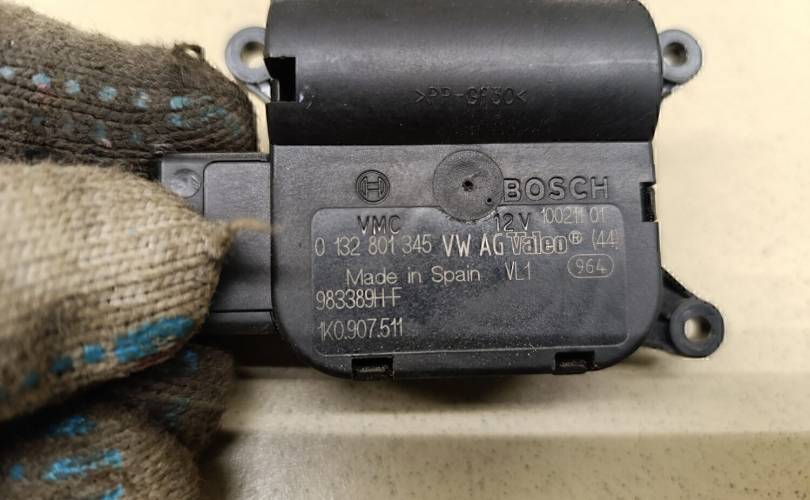 >PP-GF30<
BOSCH
VMC 12V 100211 01
0 132 801 345 VW AG Valeo® (44)
Made in Spain VL1 964
983389H-F
1K0.907.511